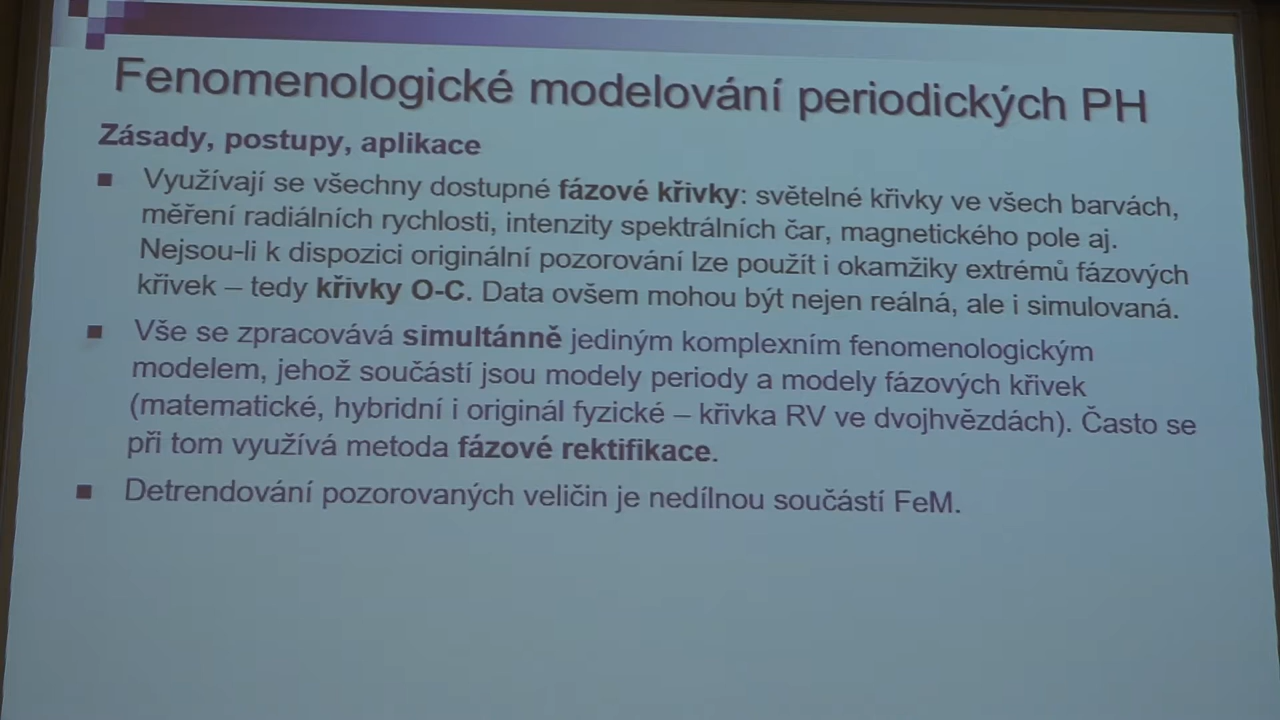 Fenomenologické modelování periodických PH
Zásady, postupy, aplikace
Využívají se všechny dostupné fázové křivky: světelné křivky ve všech barvách,
měření radiálních rychlosti, intenzity spektrálních čar, magnetického pole aj.
Nejsou-li k dispozici originální pozorování lze použít i okamžiky extrémů fázových
křivek – tedy křivky O-C. Data ovšem mohou být nejen reálná, ale i simulovaná.
Vše se zpracovává simultánně jediným komplexním fenomenologickým
modelem, jehož součástí jsou modely periody a modely fázových křivek
(matematické, hybridní i originál fyzické – křivka RV ve dvojhvězdách). Často se
při tom využívá metoda fázové rektifikace.
Detrendování pozorovaných veličin je nedílnou součástí FeM.